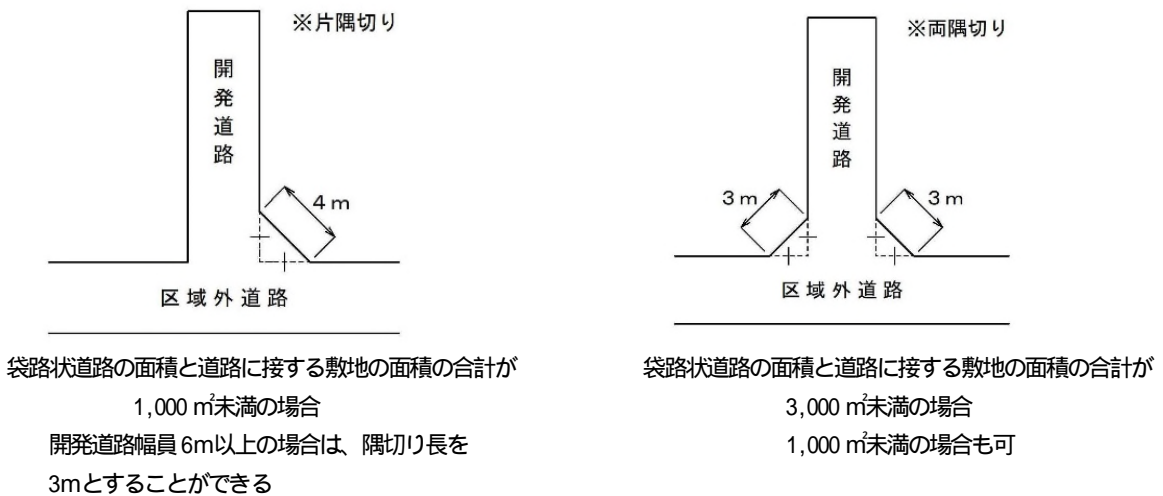 ※片隅切り
開発道路
4ｍ
区域外道路
袋路状道路の面積と道路に接する敷地の面積の合計が
1,000㎡未満の場合
開発道路幅員6ｍ以上の場合は、隅切り長を
3ｍとすることができる
※両隅切り
開発道路
3ｍ
3ｍ
区域外道路
袋路状道路の面積と道路に接する敷地の面積の合計が
3,000㎡未満の場合
1,000㎡未満の場合も可